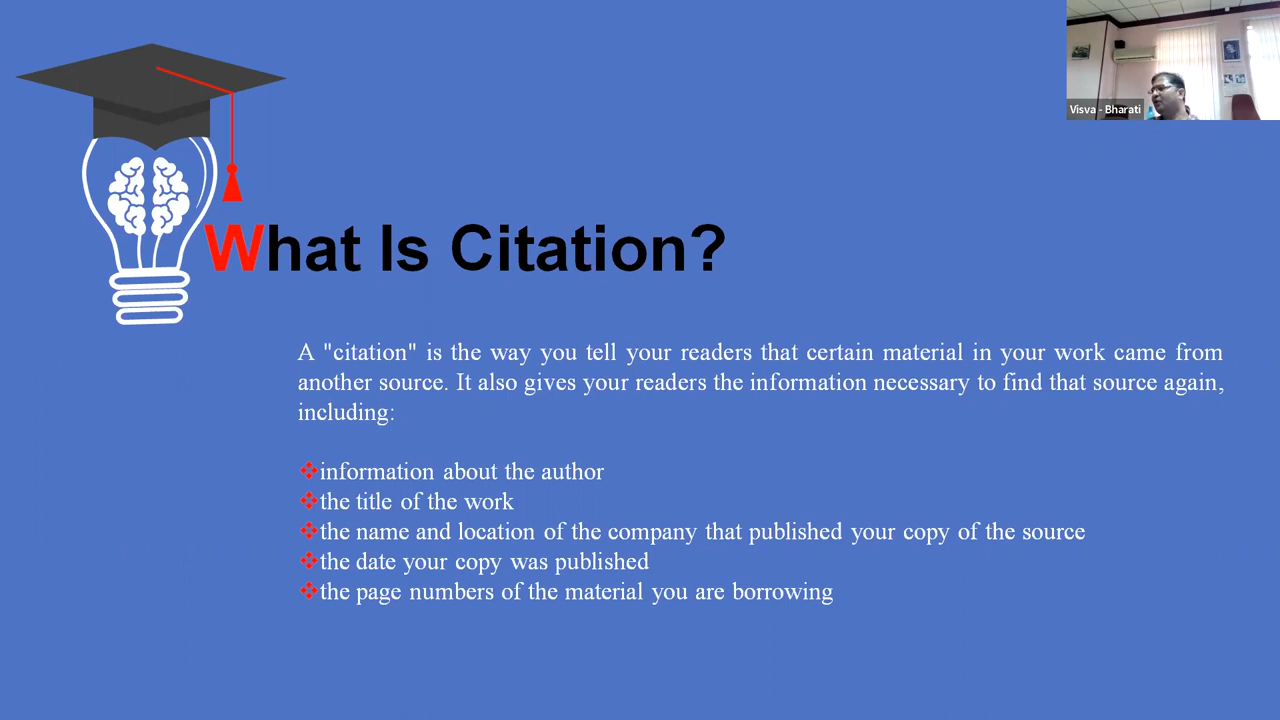 Visva - Bharati
What Is Citation?
A "citation" is the way you tell your readers that certain material in your work came from
another source. It also gives your readers the information necessary to find that source again,
including:
information about the author
the title of the work
the name and location of the company that published your copy of the source
the date your copy was published
the page numbers of the material you are borrowing